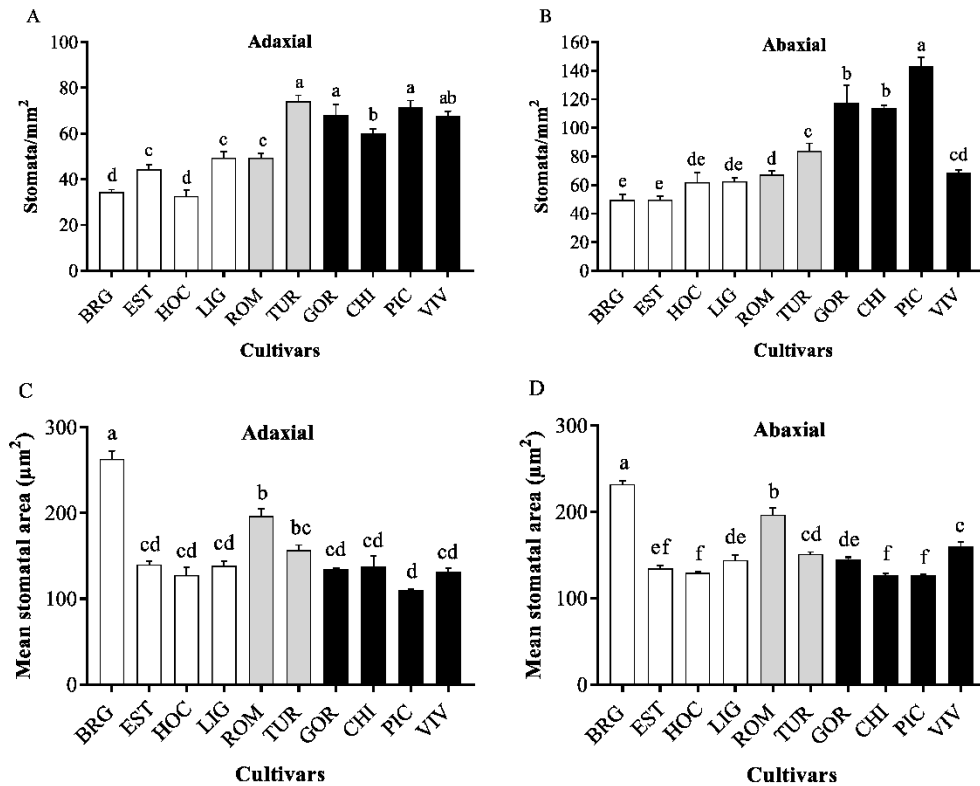 A
Adaxial
Stomata/mm²
100
80
60
40
20
0
d
c
d
c
c
a
a
b
a
ab
BRG
EST
HOC
LIG
ROM
TUR
GOR
CHI
PIC
VIV
Cultivars
B
Abaxial
Stomata/mm²
160
140
120
100
80
60
40
20
0
e
e
de
de
d
c
b
b
a
cd
BRG
EST
HOC
LIG
ROM
TUR
GOR
CHI
PIC
VIV
Cultivars
C
Adaxial
Mean stomatal area (µm²)
300
200
100
0
a
cd
cd
cd
b
bc
cd
cd
d
cd
BRG
EST
HOC
LIG
ROM
TUR
GOR
CHI
PIC
VIV
Cultivars
D
Abaxial
Mean stomatal area (µm²)
300
200
100
0
a
ef
f
de
b
cd
de
f
f
c
BRG
EST
HOC
LIG
ROM
TUR
GOR
CHI
PIC
VIV
Cultivars